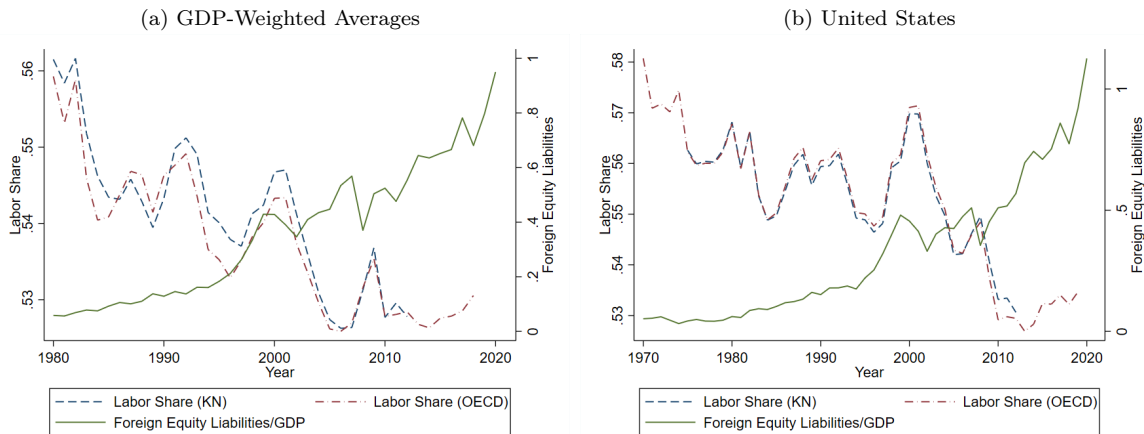 (a) GDP-Weighted Averages
.56
.55
.54
.53
Labor Share
1
.8
.6
.4
.2
0
Foreign Equity Liabilities
1980 1990 2000 2010 2020
Year
Labor Share (KN) Labor Share (OECD)
Foreign Equity Liabilities/GDP
(b) United States
.58
.57
.56
.55
.54
.53
Labor Share
1
.5
0
Foreign Equity Liabilities
1970 1980 1990 2000 2010 2020
Year
Labor Share (KN) Labor Share (OECD)
Foreign Equity Liabilities/GDP